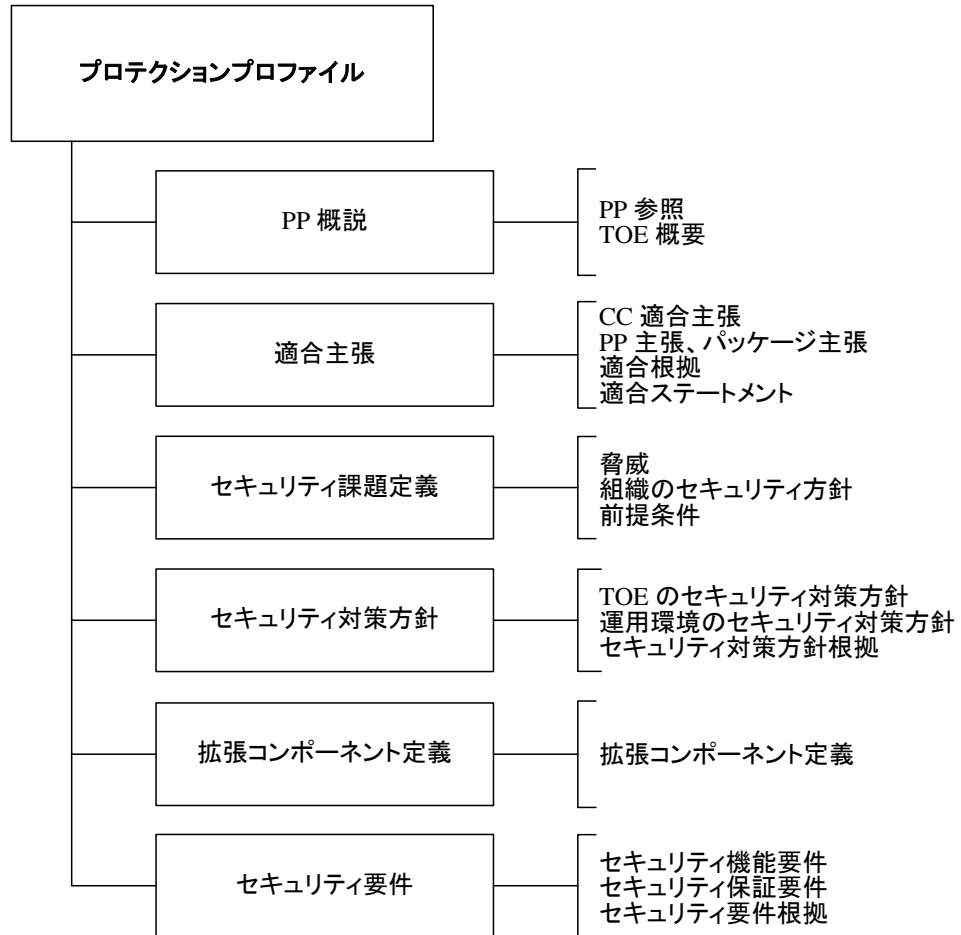 プロテクションプロファイル
PP 概説
PP 参照
TOE 概要
適合主張
CC 適合主張
PP 主張、パッケージ主張
適合根拠
適合ステートメント
セキュリティ課題定義
脅威
組織のセキュリティ方針
前提条件
セキュリティ対策方針
TOE のセキュリティ対策方針
運用環境のセキュリティ対策方針
セキュリティ対策方針根拠
拡張コンポーネント定義
拡張コンポーネント定義
セキュリティ要件
セキュリティ機能要件
セキュリティ保証要件
セキュリティ要件根拠